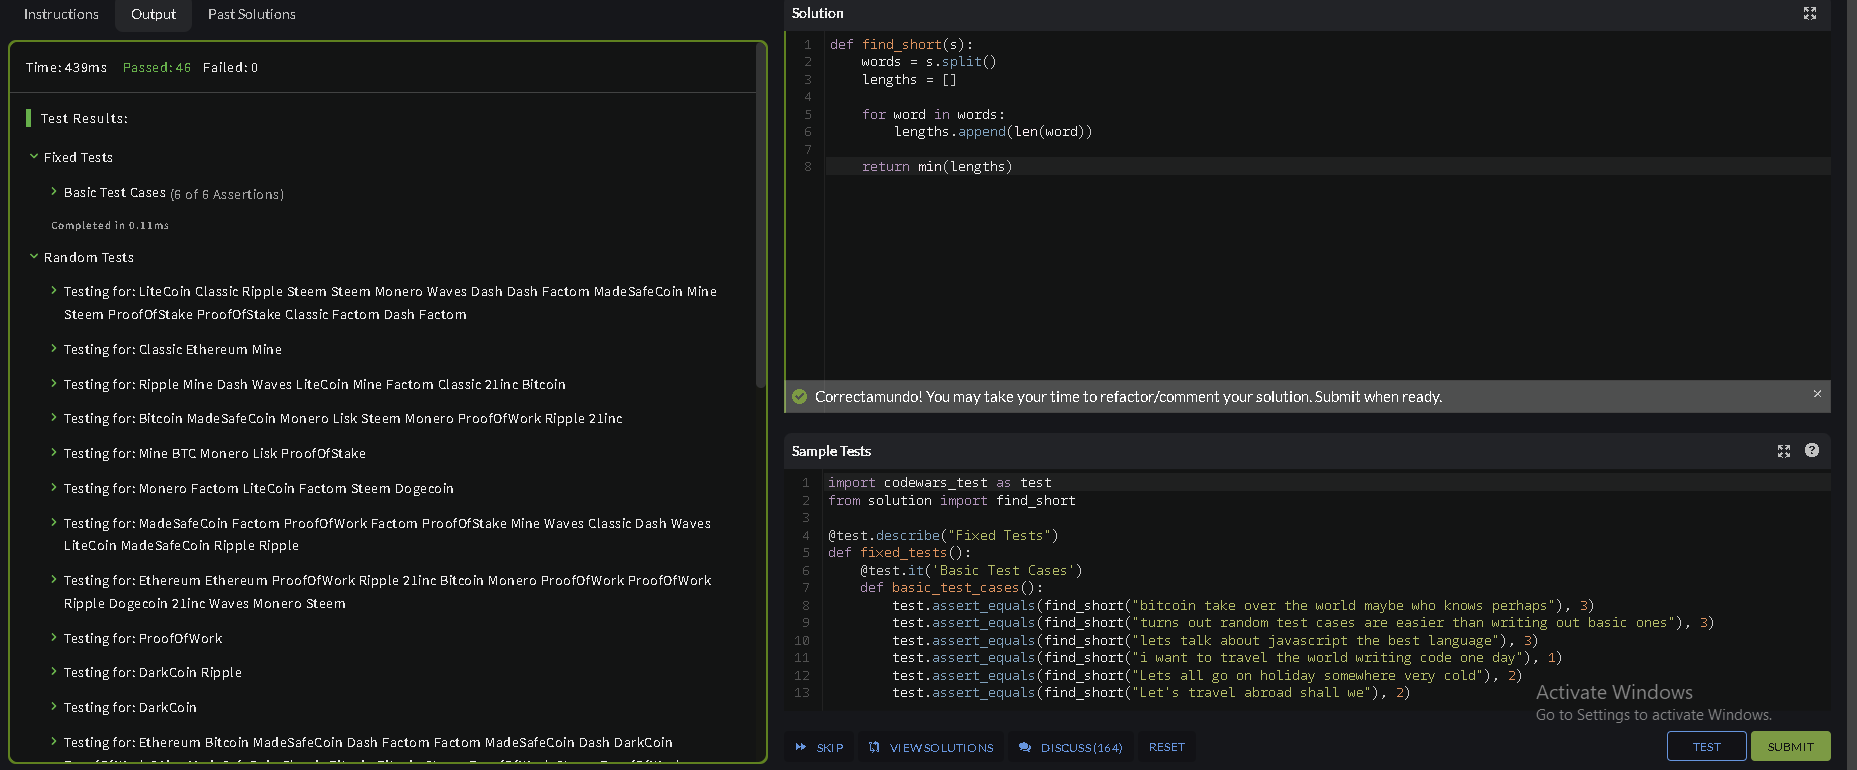 Instructions
Output
Past Solutions
Time: 439ms Passed: 46 Failed: 0
Test Results:
Fixed Tests
Basic Test Cases (6 of 6 Assertions)
Completed in 0.11ms
Random Tests
Testing for: LiteCoin Classic Ripple Steem Steem Monero Waves Dash Dash Factom MadeSafeCoin Mine
Steem ProofOfStake ProofOfStake Classic Factom Dash Factom
Testing for: Classic Ethereum Mine
Testing for: Ripple Mine Dash Waves LiteCoin Mine Factom Classic 21inc Bitcoin
Testing for: Bitcoin MadeSafeCoin Monero Lisk Steem Monero ProofOfWork Ripple 21inc
Testing for: Mine BTC Monero Lisk ProofOfStake
Testing for: Monero Factom LiteCoin Factom Steem Dogecoin
Testing for: MadeSafeCoin Factom ProofOfWork Factom ProofOfStake Mine Waves Classic Dash Waves
LiteCoin MadeSafeCoin Ripple Ripple
Testing for: Ethereum Ethereum ProofOfWork Ripple 21inc Bitcoin Monero ProofOfWork ProofOfWork
Ripple Dogecoin 21inc Waves Monero Steem
Testing for: ProofOfWork
Testing for: DarkCoin Ripple
Testing for: DarkCoin
Testing for: Ethereum Bitcoin MadeSafeCoin Dash Factom Factom MadeSafeCoin Dash DarkCoin
Solution
1 def find_short(s):
2     words = s.split()
3     lengths = []
4
5     for word in words:
6         lengths.append(len(word))
7
8     return min(lengths)
Correctamundo! You may take your time to refactor/comment your solution. Submit when ready.
Sample Tests
1 import codewars_test as test
2 from solution import find_short
3
4 @test.describe("Fixed Tests")
5 def fixed_tests():
6     @test.it('Basic Test Cases')
7     def basic_test_cases():
8         test.assert_equals(find_short("bitcoin take over the world maybe who knows perhaps"), 3)
9         test.assert_equals(find_short("turns out random test cases are easier than writing out basic ones"), 3)
10         test.assert_equals(find_short("lets talk about javascript the best language"), 3)
11         test.assert_equals(find_short("i want to travel the world writing code one day"), 1)
12         test.assert_equals(find_short("Lets all go on holiday somewhere very cold"), 2)
13         test.assert_equals(find_short("Let's travel abroad shall we"), 2)
Activate Windows
Go to Settings to activate Windows.
SKIP
VIEW SOLUTIONS
DISCUSS (164)
RESET
TEST
SUBMIT